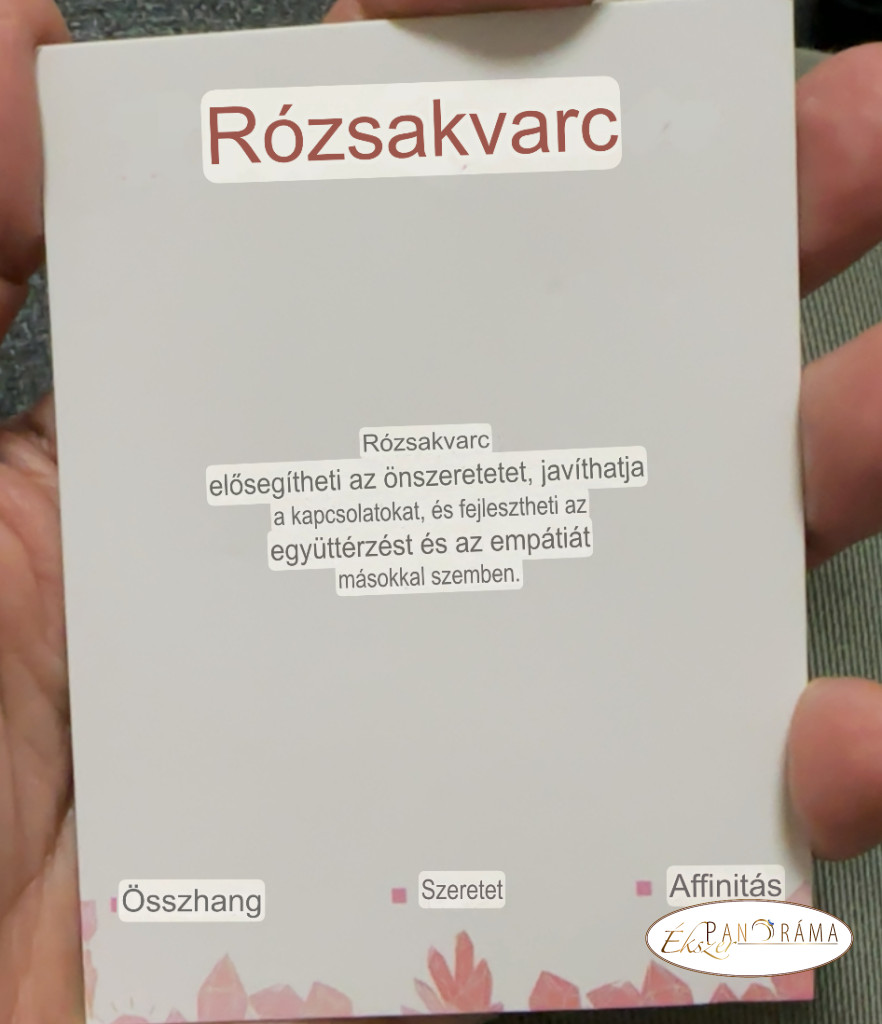 Rózsakvarc
Rózsakvarc
elősegítheti az önszeretetet, javíthatja
a kapcsolatokat, és fejlesztheti az
együttérzést és az empátiát
másokkal szemben.
Összhang
Szeretet
Affinitás
Ékszer PANORÁMA